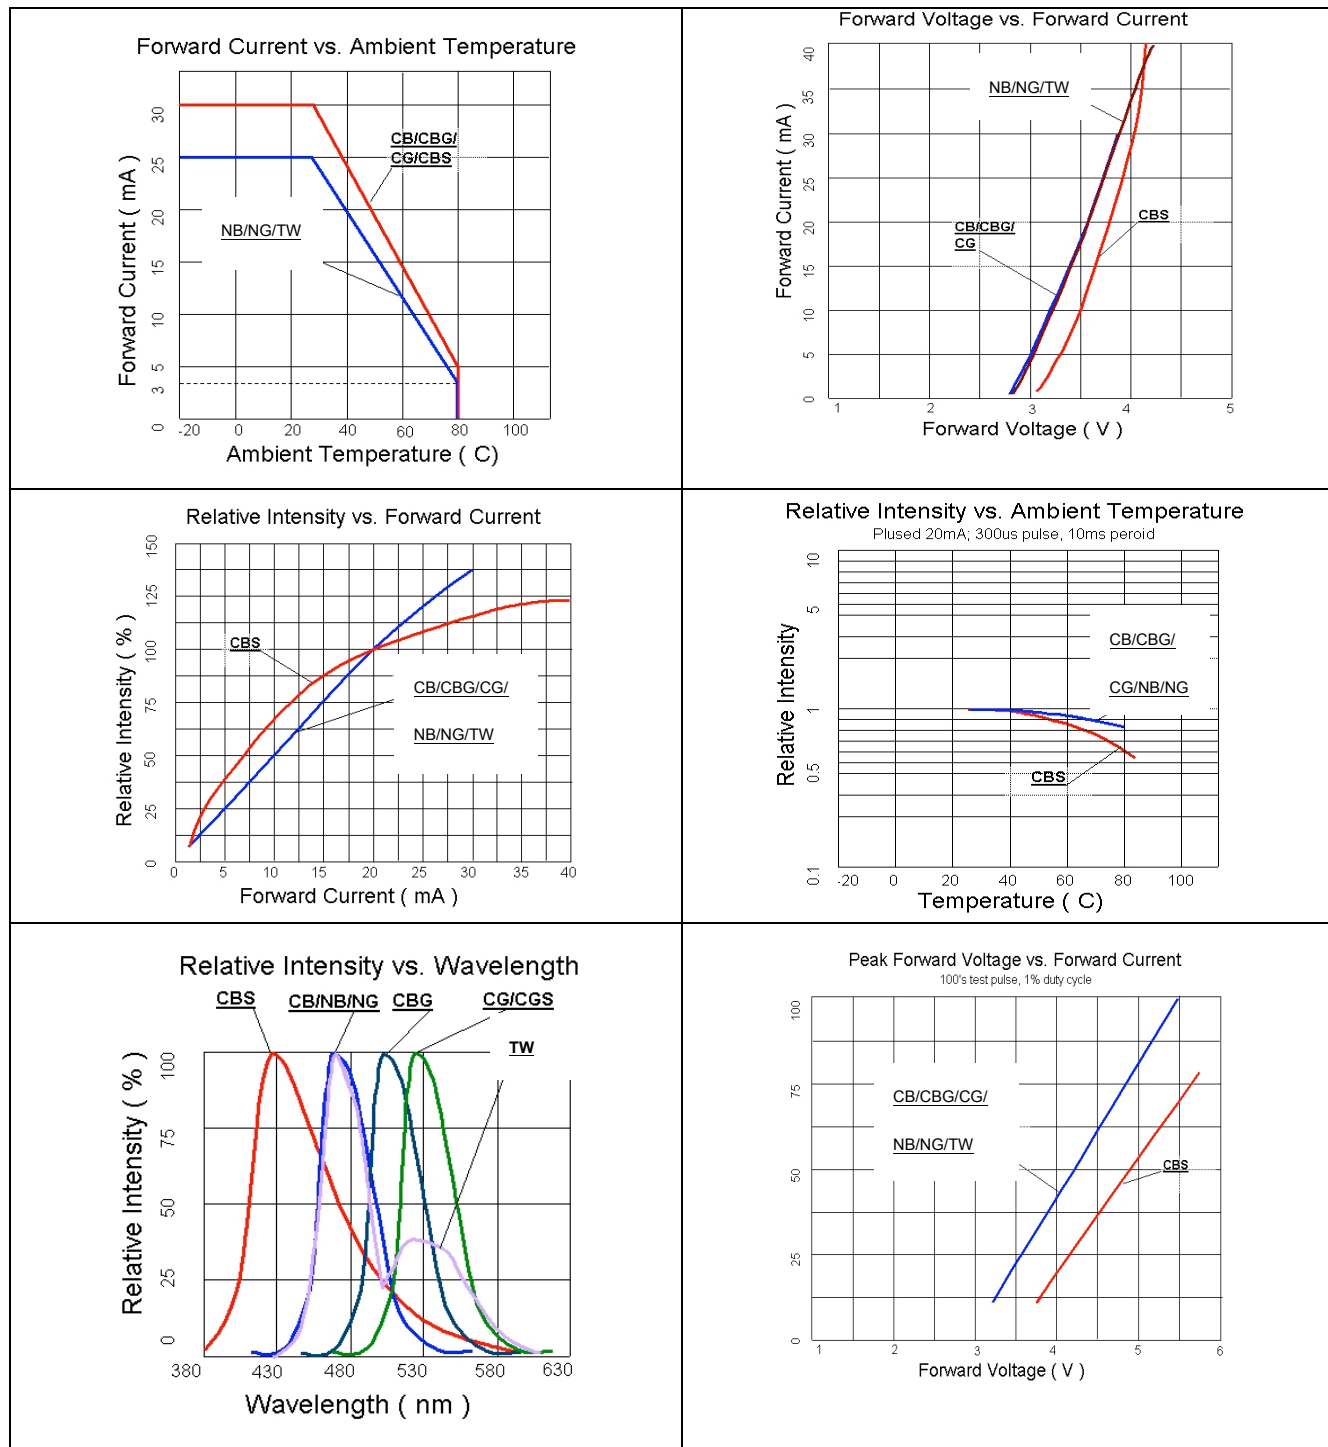 Forward Current vs. Ambient Temperature
Forward Current ( mA )
30
25
20
15
10
5
3
0
CB/CBG/
CG/CBS
NB/NG/TW
-20 0 20 40 60 80 100
Ambient Temperature ( C)
Forward Voltage vs. Forward Current
Forward Current ( mA )
40
35
30
25
20
15
10
5
0
NB/NG/TW
CB/CBG/
CG
CBS
1 2 3 4 5
Forward Voltage ( V )
Relative Intensity vs. Forward Current
Relative Intensity ( % )
150
125
100
75
50
25
0
CBS
CB/CBG/CG/
NB/NG/TW
0 5 10 15 20 25 30 35 40
Forward Current ( mA )
Relative Intensity vs. Ambient Temperature
Plused 20mA; 300us pulse, 10ms peroid
Relative Intensity
10
5
1
0.5
0.1
CB/CBG/
CG/NB/NG
CBS
-20 0 20 40 60 80 100
Temperature ( C)
Relative Intensity vs. Wavelength
CBS CB/NB/NG CBG CG/CGS
TW
Relative Intensity ( % )
100
75
50
25
0
380 430 480 530 580 630
Wavelength ( nm )
Peak Forward Voltage vs. Forward Current
100's test pulse, 1% duty cycle
100
75
50
25
0
CB/CBG/CG/
NB/NG/TW
CBS
1 2 3 4 5 6
Forward Voltage ( V )